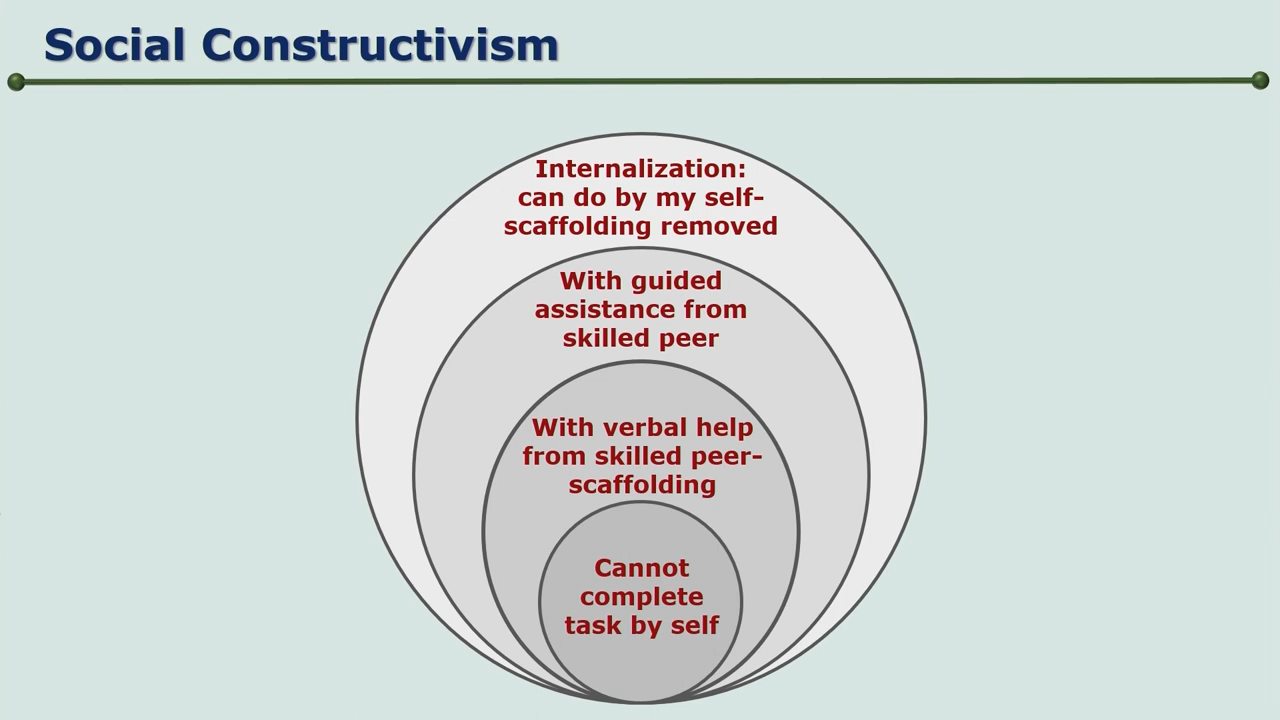 Social Constructivism
Internalization:
can do by my self-
scaffolding removed
With guided
assistance from
skilled peer
With verbal help
from skilled peer-
scaffolding
Cannot
complete
task by self